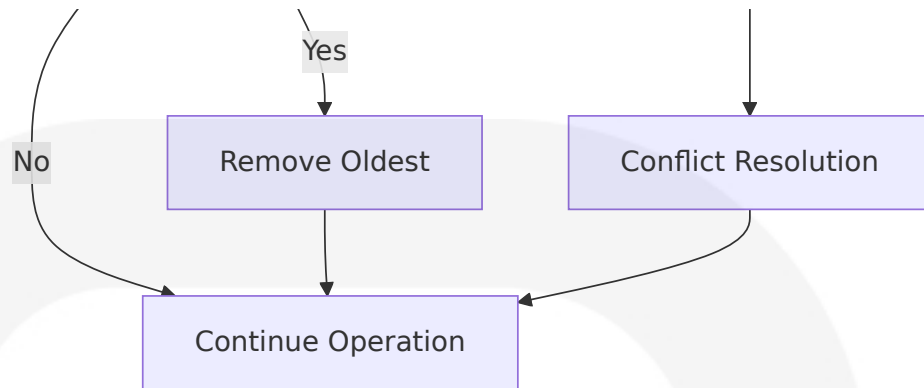 Yes
No
Remove Oldest
Conflict Resolution
Continue Operation